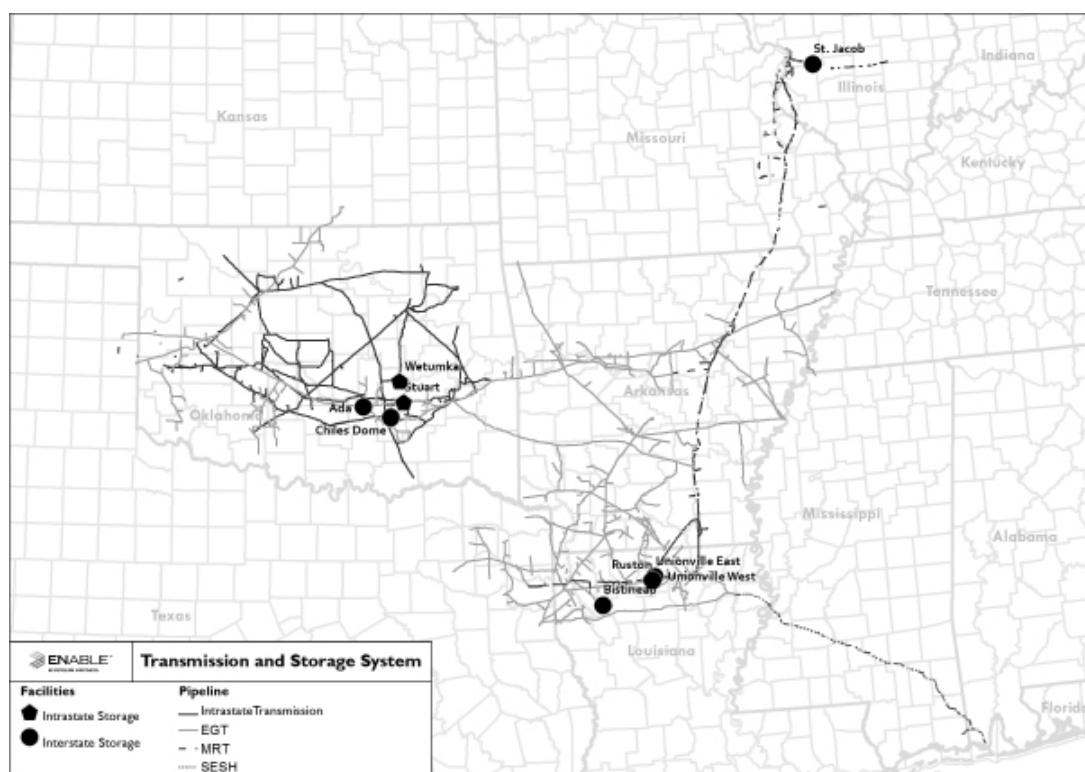 St. Jacob
Indiana
Illinois
Kansas
Missouri
Kentucky
Tennessee
Wetumka
Stuart
Arkansas
Ada
Oklahoma
Chiles Dome
Mississippi
Alabama
Ruston
Unionville East
Unionville West
Bistineau
Texas
Louisiana
Florida
ENABLE
Transmission and Storage System
Facilities
Pipeline
Intrastate Storage
IntrastateTransmission
EGT
Interstate Storage
MRT
SESH